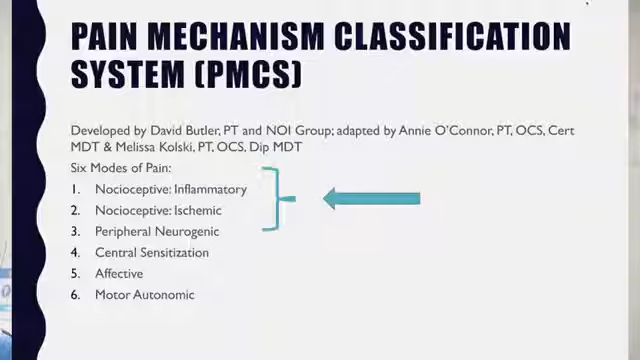 PAIN MECHANISM CLASSIFICATION
SYSTEM (PMCS)
Developed by David Butler, PT and NOI Group; adapted by Annie O'Connor, PT, OCS, Cert
MDT & Melissa Kolski, PT, OCS, Dip MDT
Six Modes of Pain:
1. Nocioceptive: Inflammatory
2. Nocioceptive: Ischemic
3. Peripheral Neurogenic
4. Central Sensitization
5. Affective
6. Motor Autonomic